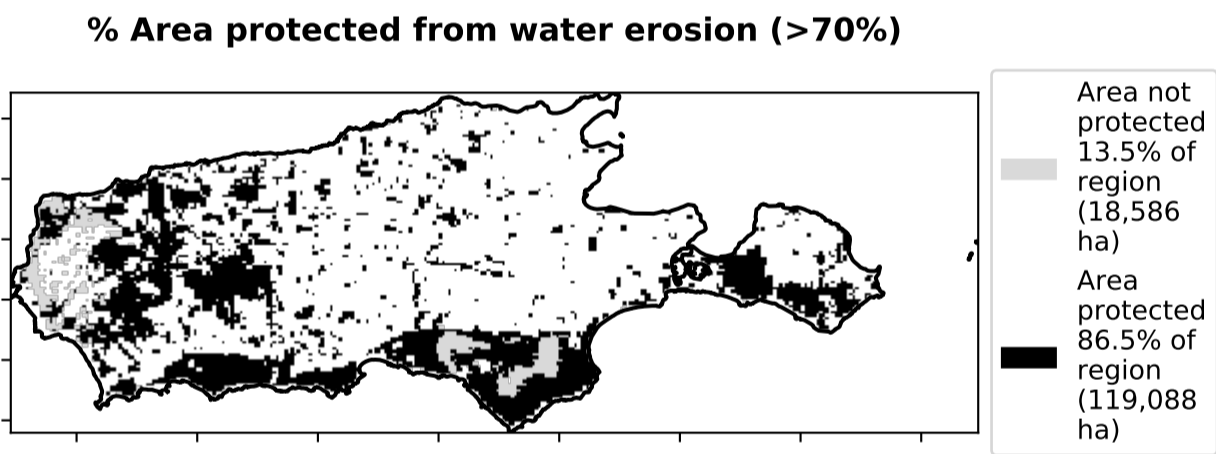 % Area protected from water erosion (>70%)
Area not
protected
13.5% of
region
(18,586
ha)
Area
protected
86.5% of
region
(119,088
ha)